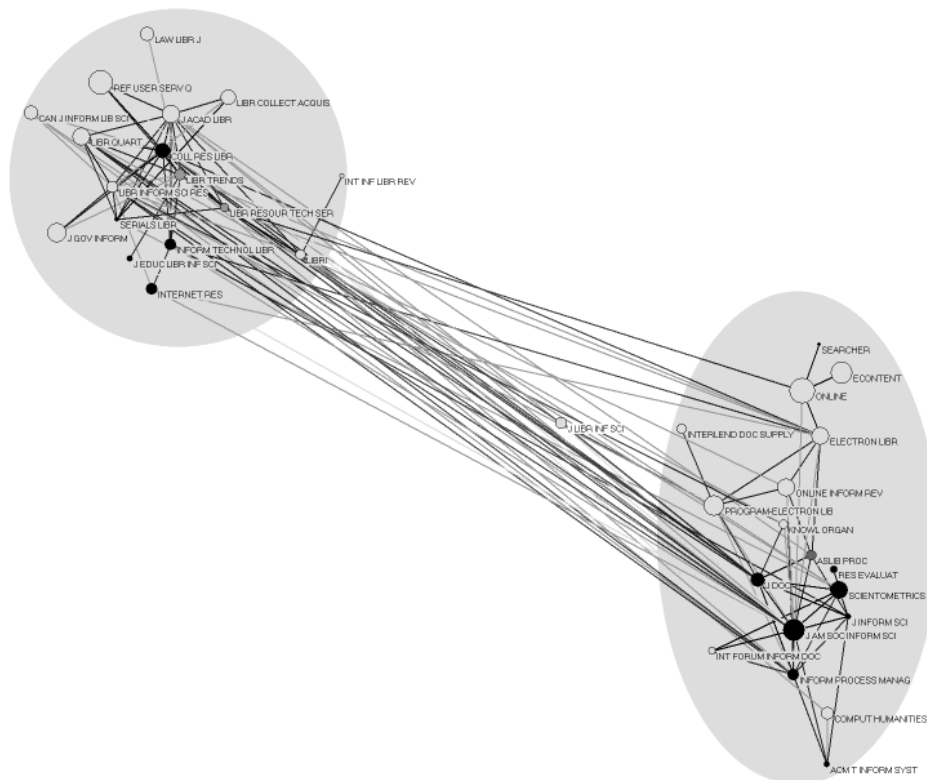 LAW LIBR J
REF USER SERV Q
LIBR COLLECT ACQUIS
CAN J INFORM LIB SCI
J ACAD LIBR
LIBR QUART
COLL RES LIBR
LIBR TRENDS
INT INF LIBR REV
LIBR INFORM SCI RES
LIBR RESOUR TECH SER
SERIALS LIBR
J GOV INFORM
INFORM TECHNOL LIBR
J EDUC LIBR INF SCI
LIBRI
INTERNET RES
SEARCHER
ECONTENT
ONLINE
J LIBR INF SCI
INTERLEND DOC SUPPLY
ELECTRON LIBR
ONLINE INFORM REV
PROGRAM-ELECTRON LIB
KNOWL ORGAN
ASLIB PROC
RES EVALUAT
J DOC
SCIENTOMETRICS
J INFORM SCI
J AM SOC INFORM SCI
INT FORUM INFORM DOC
INFORM PROCESS MANAG
COMPUT HUMANITIES
ACM T INFORM SYST